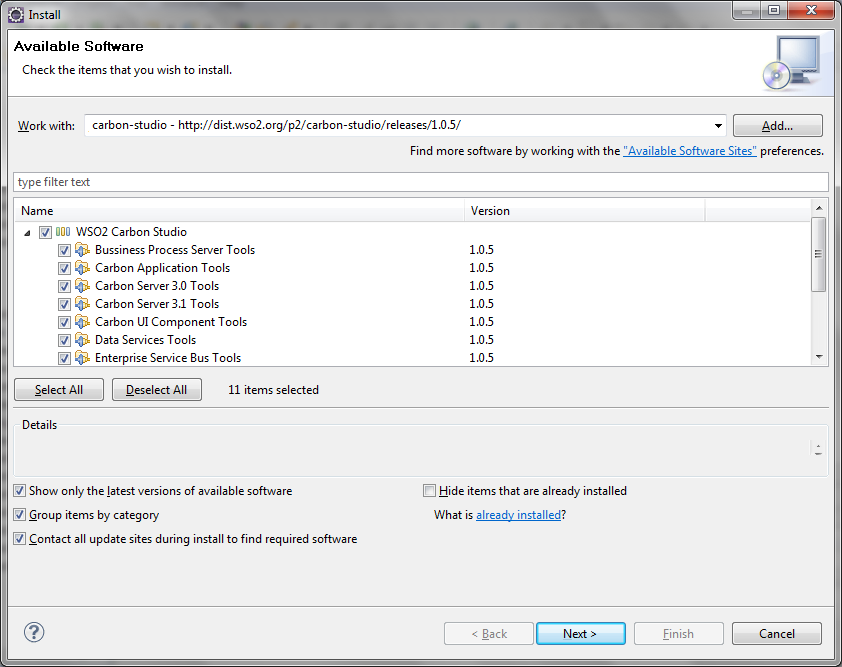 Install
Available Software
Check the items that you wish to install.
Work with: carbon-studio - http://dist.wso2.org/p2/carbon-studio/releases/1.0.5/ Add...
Find more software by working with the "Available Software Sites" preferences.
type filter text
Name Version
WSO2 Carbon Studio
Bussiness Process Server Tools 1.0.5
Carbon Application Tools 1.0.5
Carbon Server 3.0 Tools 1.0.5
Carbon Server 3.1 Tools 1.0.5
Carbon UI Component Tools 1.0.5
Data Services Tools 1.0.5
Enterprise Service Bus Tools 1.0.5
Select All Deselect All 11 items selected
Details
Show only the latest versions of available software Hide items that are already installed
Group items by category What is already installed?
Contact all update sites during install to find required software
? < Back Next > Finish Cancel